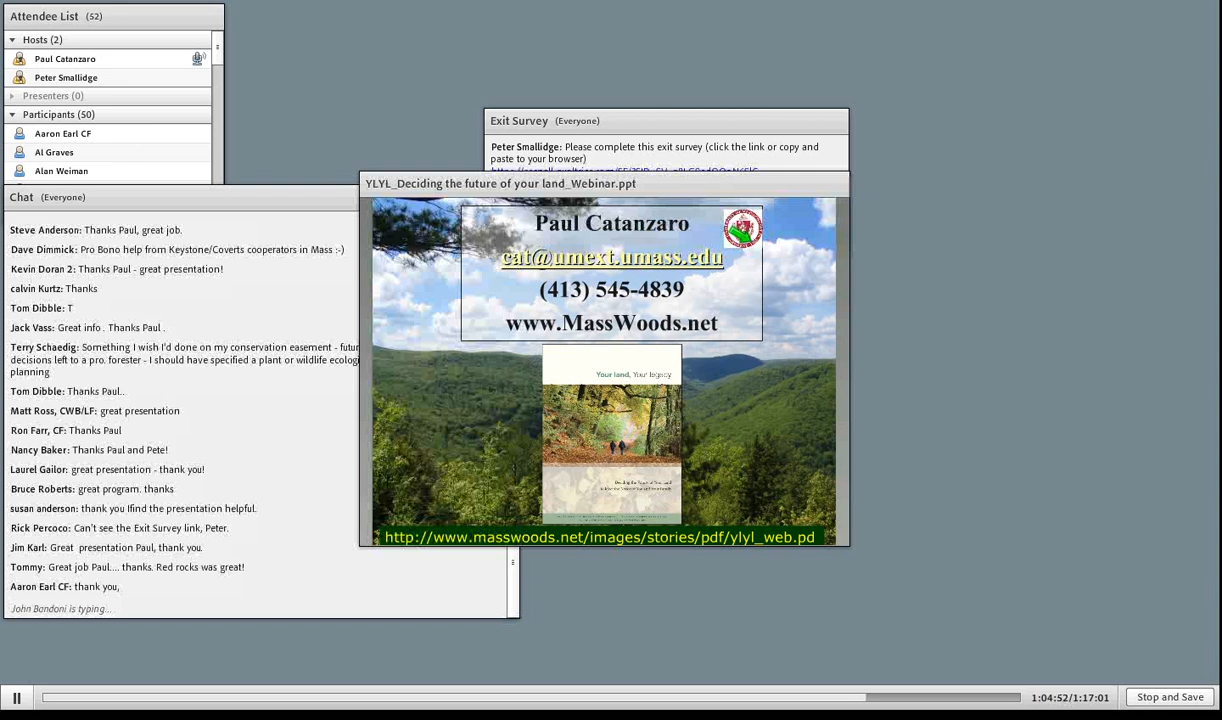 Attendee List (52)
Hosts (2)
Paul Catanzaro
Peter Smallidge
Presenters (0)
Participants (50)
Aaron Earl CF
Al Graves
Alan Weiman
Exit Survey (Everyone)
Peter Smallidge: Please complete this exit survey (click the link or copy and
paste to your browser)
Chat (Everyone)
Steve Anderson: Thanks Paul, great job.
Dave Dimmick: Pro Bono help from Keystone/Coverts cooperators in Mass :-)
Kevin Doran 2: Thanks Paul - great presentation!
calvin Kurtz: Thanks
Tom Dibble: T
Jack Vass: Great info . Thanks Paul .
Terry Schaedig: Something I wish I'd done on my conservation easement - futur
decisions left to a pro. forester - I should have specified a plant or wildlife ecologi
planning
Tom Dibble: Thanks Paul..
Matt Ross, CWB/LF: great presentation
Ron Farr, CF: Thanks Paul
Nancy Baker: Thanks Paul and Pete!
Laurel Gailor: great presentation - thank you!
Bruce Roberts: great program. thanks
susan anderson: thank you Ifind the presentation helpful.
Rick Percoco: Can't see the Exit Survey link, Peter.
Jim Karl: Great presentation Paul, thank you.
Tommy: Great job Paul.... thanks. Red rocks was great!
Aaron Earl CF: thank you,
John Bandoni is typing...
YLYL_Deciding the future of your land_Webinar.ppt
Paul Catanzaro
cat@umext.umass.edu
(413) 545-4839
www.MassWoods.net
Your land, Your legacy
http://www.masswoods.net/images/stories/pdf/ylyl_web.pd
1:04:52/1:17:01
Stop and Save